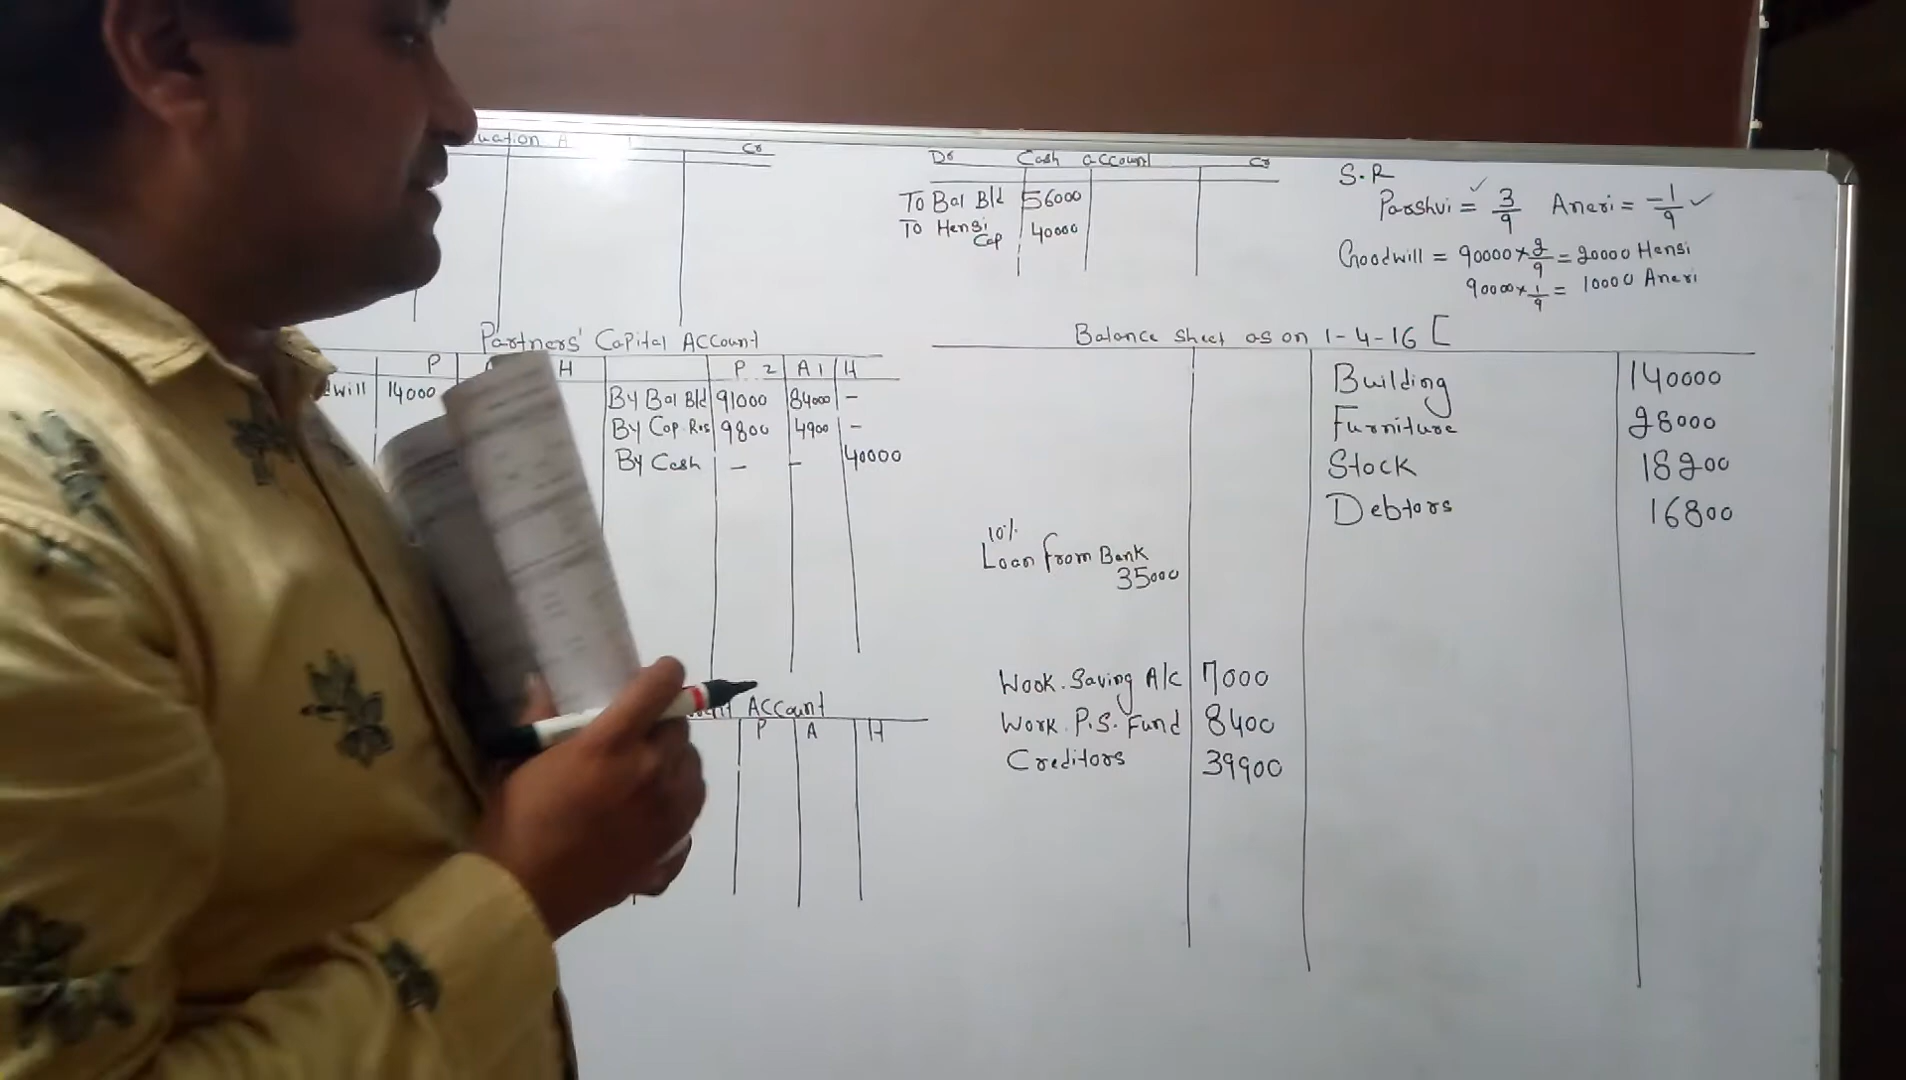 uation A Cr
Dr Cash account Cr
To Bal B/d 56000
To Hensi Cap 40000
S.R
Parshvi = 3/9 Aneri = -1/9
Goodwill = 90000 × 2/9 = 20000 Hensi
90000 × 1/9 = 10000 Aneri
Partners' Capital Account
P H P 2 A 1 H
dwill 14000 By Bal B/d 91000 84000 -
By Cap. Res 9800 4900 -
By Cash - - 40000
Account
P A H
Balance sheet as on 1-4-16 [
Building 140000
Furniture 28000
Stock 18200
Debtors 16800
10%
Loan from Bank
35000
Wook. Saving A/c 7000
Work. P.S. Fund 8400
Creditors 39900